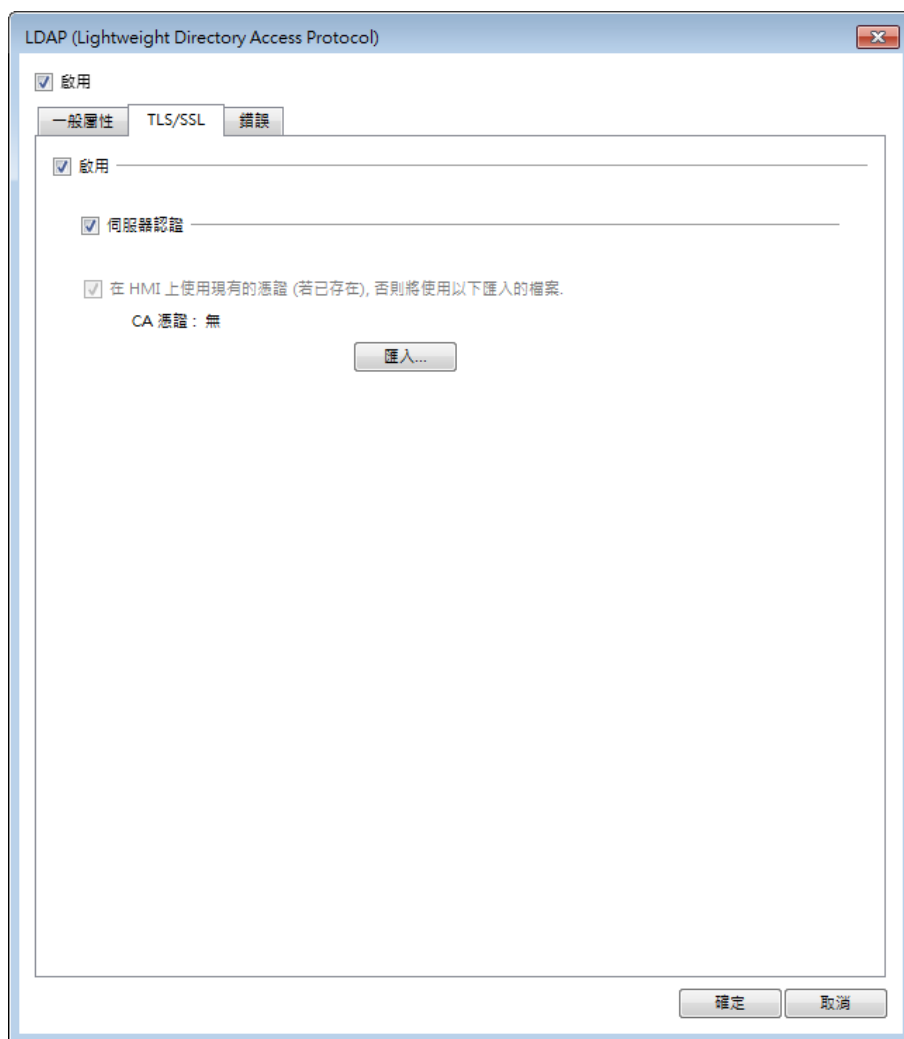 LDAP (Lightweight Directory Access Protocol)
啟用
一般屬性 TLS/SSL 錯誤
啟用
伺服器認證
在 HMI 上使用現有的憑證 (若已存在), 否則將使用以下匯入的檔案.
CA 憑證 : 無
匯入...
確定 取消